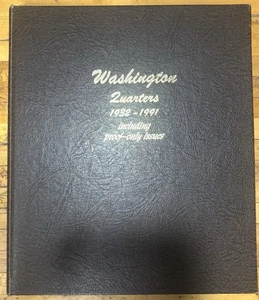 Washington
Quarters
1932-1991
including
proof-only issues